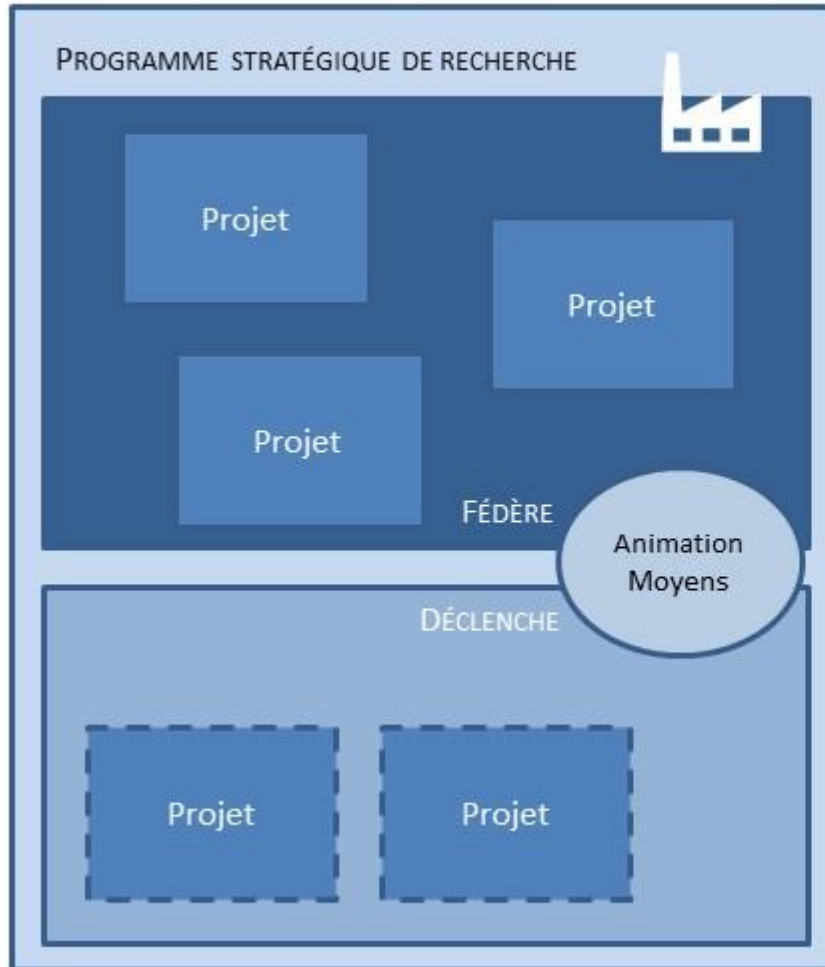 PROGRAMME STRATÉGIQUE DE RECHERCHE
Projet
Projet
Projet
FÉDÈRE
Animation
Moyens
DÉCLENCHE
Projet
Projet